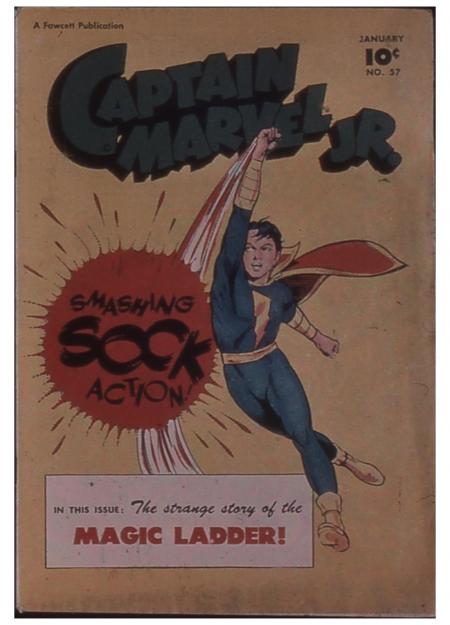 A Fawcett Publication
JANUARY
10¢
NO. 57
CAPTAIN
MARVEL JR.
SMASHING
SOCK
ACTION!
IN THIS ISSUE: The strange story of the
MAGIC LADDER!